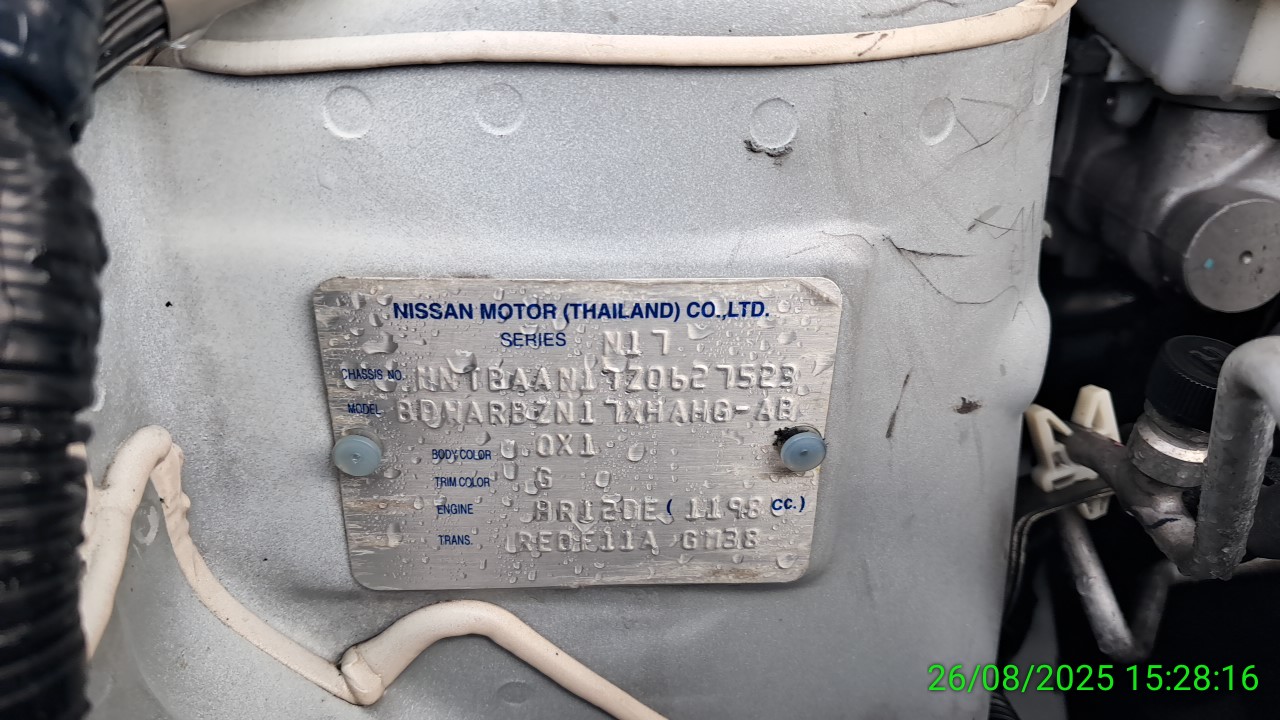 NISSAN MOTOR (THAILAND) CO.,LTD.
SERIES N17
CHASSIS NO. MNTBAAN17Z0627523
MODEL BDHARBZN17XHAHG-AB
BODY COLOR QX1
TRIM COLOR G
ENGINE HR12DE (1198 CC.)
TRANS. RE0F11A GM38
26/08/2025 15:28:16